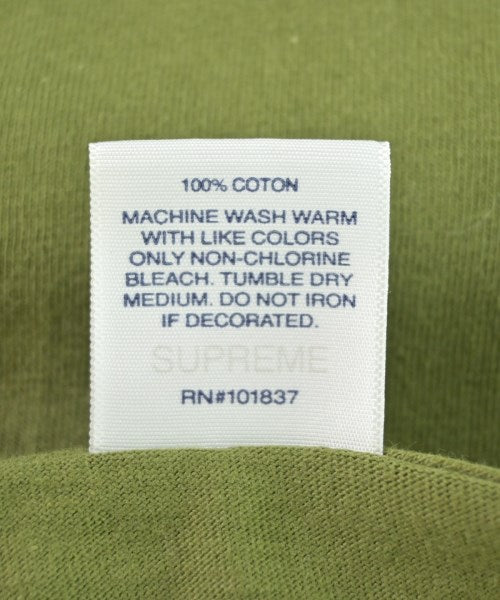 100% COTON
MACHINE WASH WARM
WITH LIKE COLORS
ONLY NON-CHLORINE
BLEACH. TUMBLE DRY
MEDIUM. DO NOT IRON
IF DECORATED.
SUPREME
RN#101837